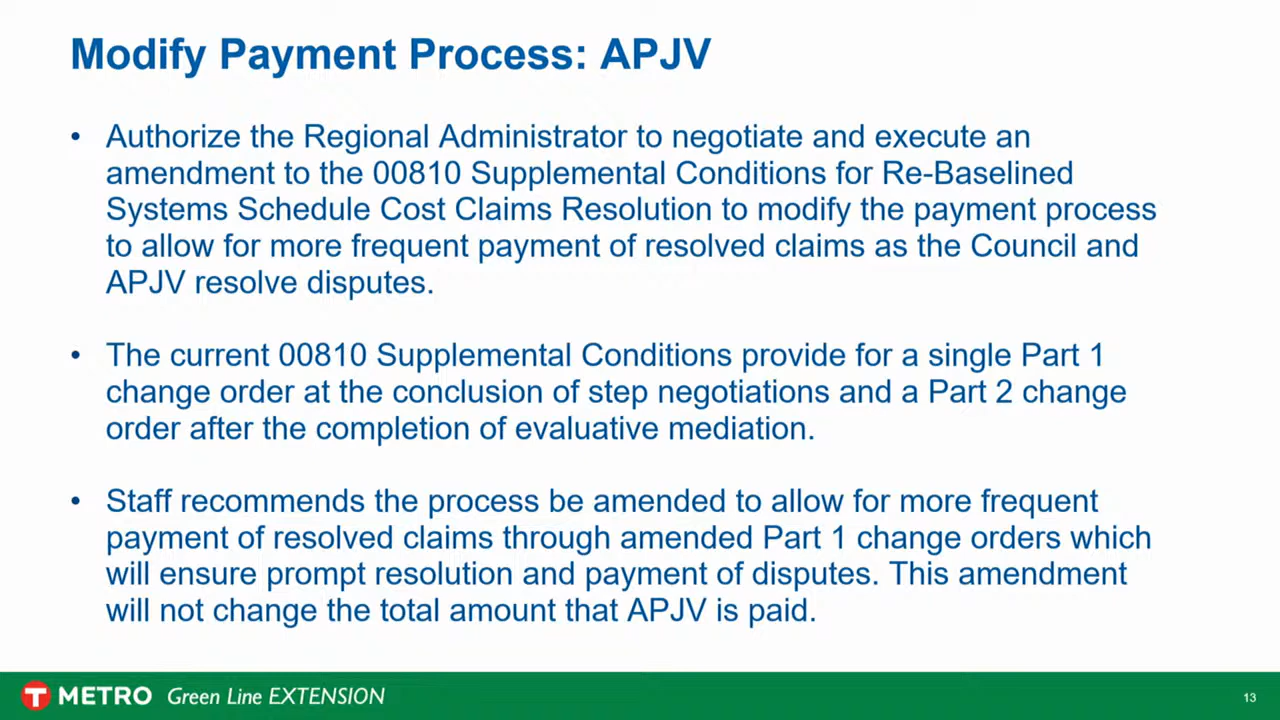 Modify Payment Process: APJV
• Authorize the Regional Administrator to negotiate and execute an
amendment to the 00810 Supplemental Conditions for Re-Baselined
Systems Schedule Cost Claims Resolution to modify the payment process
to allow for more frequent payment of resolved claims as the Council and
APJV resolve disputes.
• The current 00810 Supplemental Conditions provide for a single Part 1
change order at the conclusion of step negotiations and a Part 2 change
order after the completion of evaluative mediation.
• Staff recommends the process be amended to allow for more frequent
payment of resolved claims through amended Part 1 change orders which
will ensure prompt resolution and payment of disputes. This amendment
will not change the total amount that APJV is paid.
T METRO Green Line EXTENSION
13